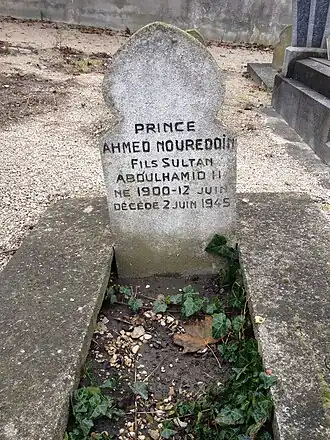 PRINCE
AHMED NOUREDDIN
FILS SULTAN
ABDULHAMID II
NE 1900-12 JUIN
DÉCÉDÉ 2 JUIN 1945